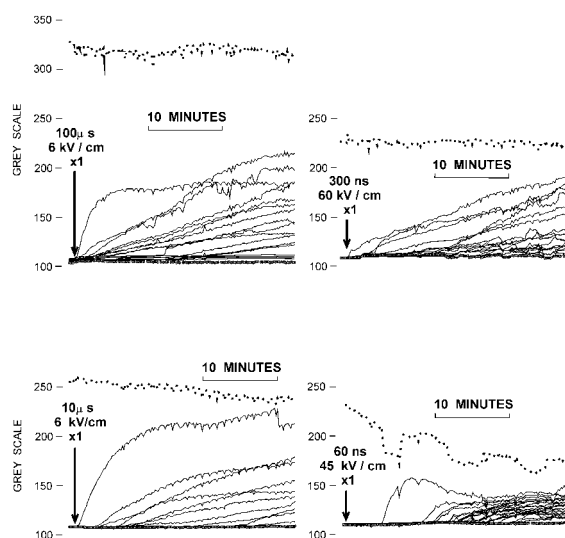 350
300
250
200
150
100
GREY SCALE
10 MINUTES
100μ s
6 kV / cm
x1
10 MINUTES
300 ns
60 kV / cm
x1
200
150
100
250
200
150
100
GREY SCALE
10 MINUTES
10μ s
6 kV/cm
x1
250
200
150
100
10 MINUTES
60 ns
45 kV / cm
x1